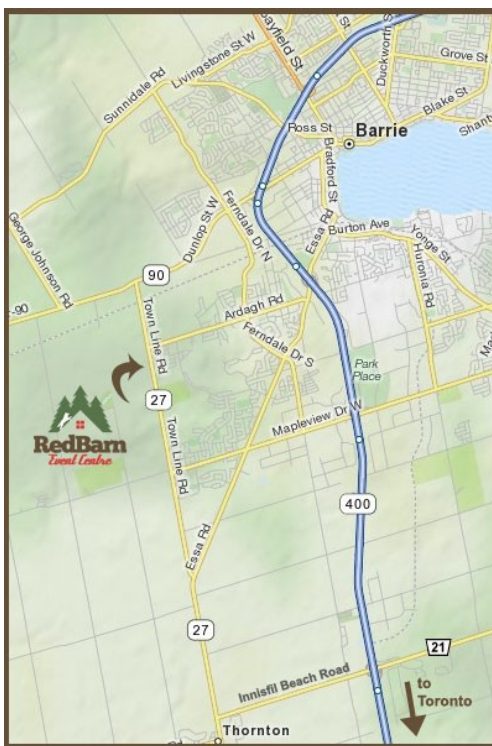 Bayfield St
Duckworth St
Livingstone St W
Grove St
Sunnidale Rd
Blake St
Ross St
Barrie
Bradford St
Ferndale Dr N
Dunlop St W
Essa Rd
Burton Ave
Yonge St
George Johnson Rd
Huronia Rd
90
-90
Town Line Rd
Ardagh Rd
Ferndale Dr S
Park
Place
27
RedBarn
Event Centre
Town Line Rd
Mapleview Dr W
400
Essa Rd
27
21
Innisfil Beach Road
to
Toronto
Thornton